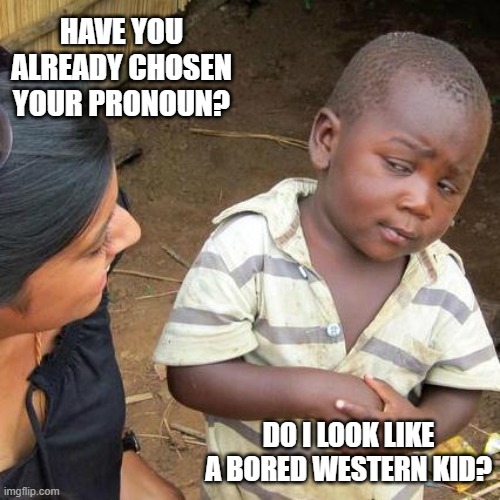 HAVE YOU
ALREADY CHOSEN
YOUR PRONOUN?
DO I LOOK LIKE
A BORED WESTERN KID?
imgflip.com